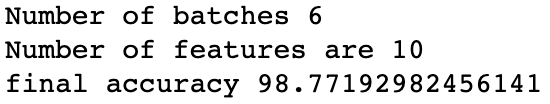 Number of batches 6
Number of features are 10
final accuracy 98.77192982456141